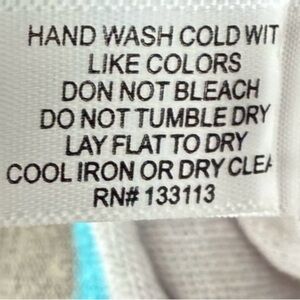 HAND WASH COLD WIT
LIKE COLORS
DON NOT BLEACH
DO NOT TUMBLE DRY
LAY FLAT TO DRY
COOL IRON OR DRY CLEA
RN# 133113